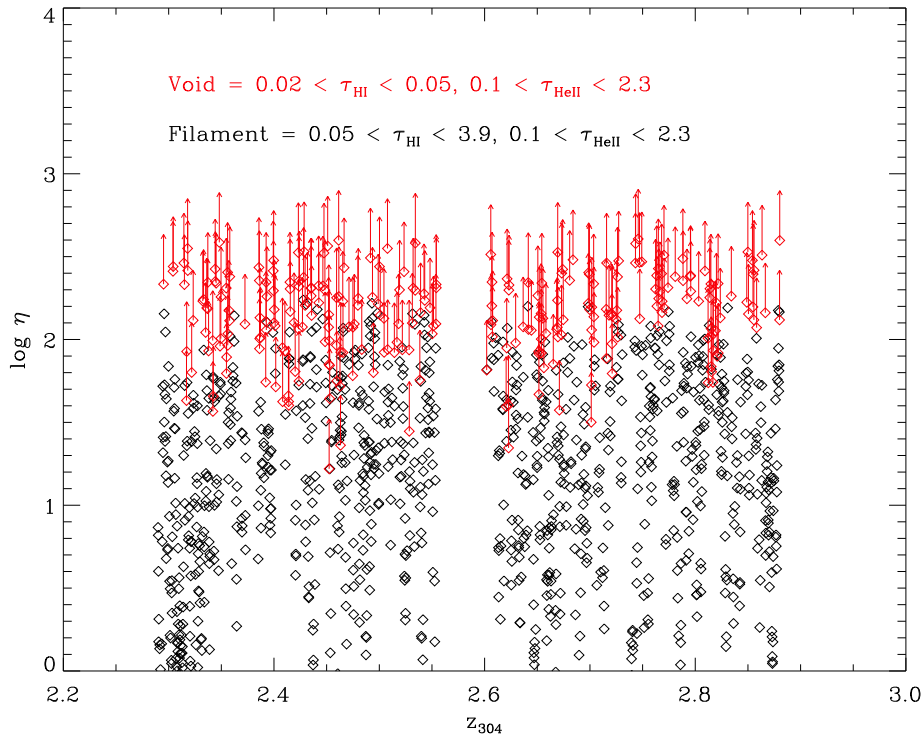 4
Void = 0.02 < τHI < 0.05, 0.1 < τHeII < 2.3
Filament = 0.05 < τHI < 3.9, 0.1 < τHeII < 2.3
3
log η
2
1
0
2.2 2.4 2.6 2.8 3.0
z304